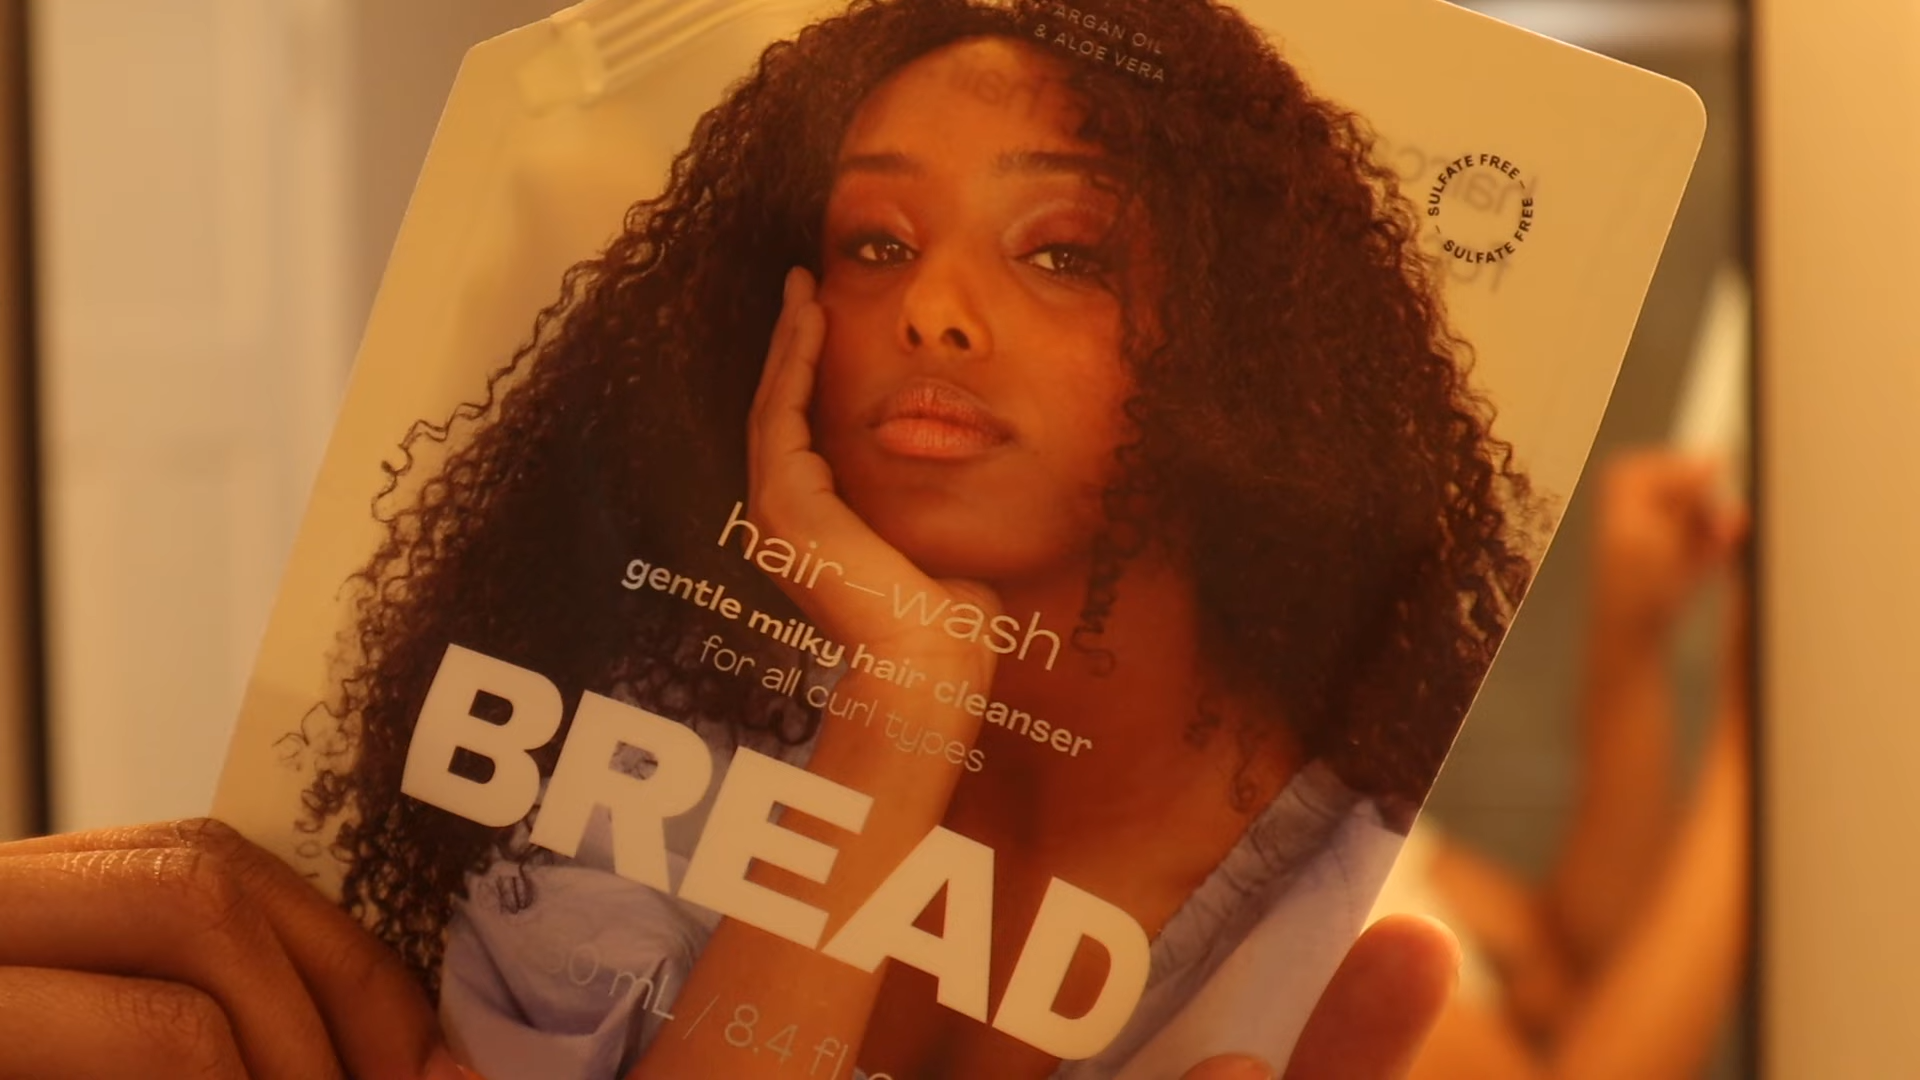 ARGAN OIL
& ALOE VERA
SULFATE FREE – SULFATE FREE –
hair—wash
gentle milky hair cleanser
for all curl types
BREAD
mL / 8.4 fl